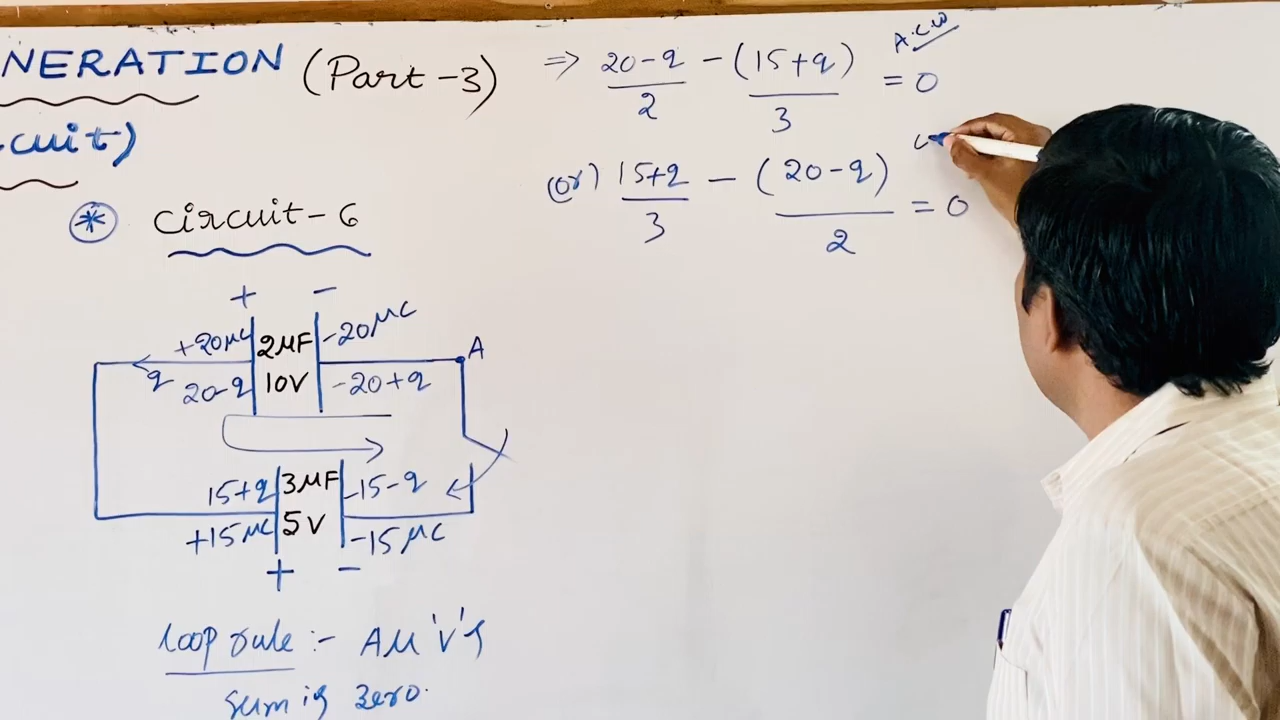 NERATION (Part-3)
cuit)
* Circuit-6
+ -
+20μC 2μF -20μC
A
q 20-q 10V -20+q
15+q 3μF -15-q
+15μC 5V -15μC
+ -
loop rule :- All 'V's
sum is zero.
A.C.W
⇒ 20-q/2 - (15+q)/3 = 0
(or) 15+q/3 - (20-q)/2 = 0